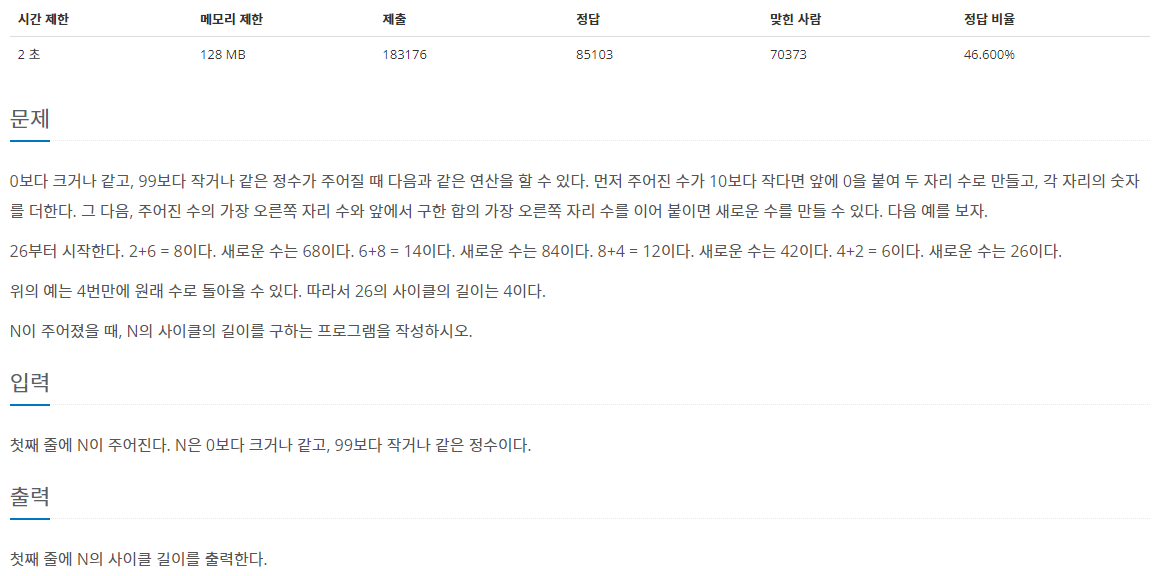 시간 제한 메모리 제한 제출 정답 맞힌 사람 정답 비율
2 초 128 MB 183176 85103 70373 46.600%
문제
0보다 크거나 같고, 99보다 작거나 같은 정수가 주어질 때 다음과 같은 연산을 할 수 있다. 먼저 주어진 수가 10보다 작다면 앞에 0을 붙여 두 자리 수로 만들고, 각 자리의 숫자
를 더한다. 그 다음, 주어진 수의 가장 오른쪽 자리 수와 앞에서 구한 합의 가장 오른쪽 자리 수를 이어 붙이면 새로운 수를 만들 수 있다. 다음 예를 보자.
26부터 시작한다. 2+6 = 8이다. 새로운 수는 68이다. 6+8 = 14이다. 새로운 수는 84이다. 8+4 = 12이다. 새로운 수는 42이다. 4+2 = 6이다. 새로운 수는 26이다.
위의 예는 4번만에 원래 수로 돌아올 수 있다. 따라서 26의 사이클의 길이는 4이다.
N이 주어졌을 때, N의 사이클의 길이를 구하는 프로그램을 작성하시오.
입력
첫째 줄에 N이 주어진다. N은 0보다 크거나 같고, 99보다 작거나 같은 정수이다.
출력
첫째 줄에 N의 사이클 길이를 출력한다.